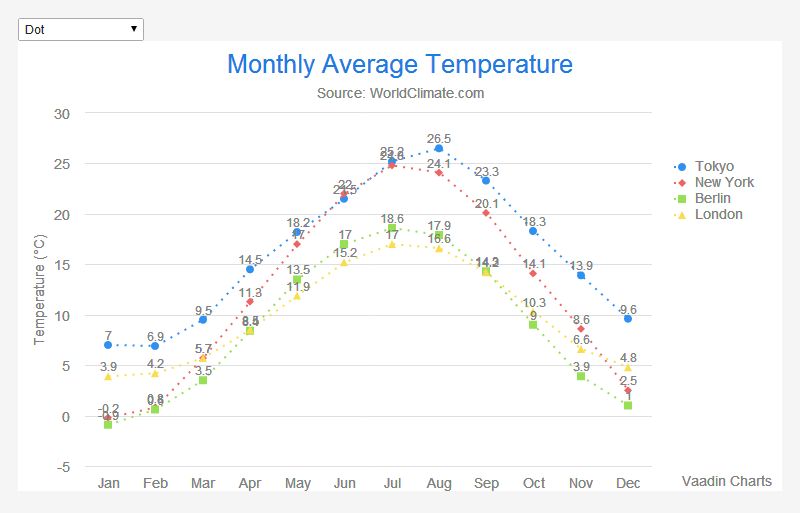 Dot
Monthly Average Temperature
Source: WorldClimate.com
Temperature (°C)
30
25
20
15
10
5
0
-5
7 6.9 9.5 14.5 18.2 21.5 25.2 26.5 23.3 18.3 13.9 9.6
-0.2 0.8 5.7 11.3 17 22 24.8 24.1 20.1 14.1 8.6 2.5
-0.9 0.6 3.5 8.4 13.5 17 18.6 17.9 14.3 9 3.9 1
3.9 4.2 5.7 8.5 11.9 15.2 17 16.6 14.2 10.3 6.6 4.8
Jan Feb Mar Apr May Jun Jul Aug Sep Oct Nov Dec
Tokyo
New York
Berlin
London
Vaadin Charts